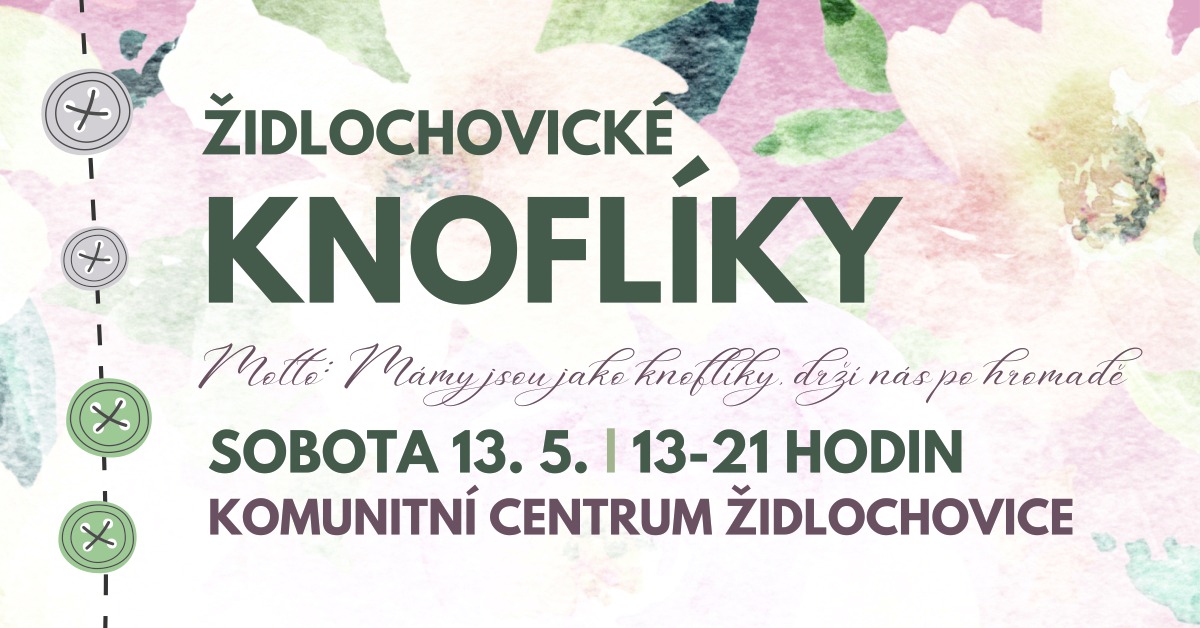 ŽIDLOCHOVICKÉ
KNOFLÍKY
Motto: Mámy jsou jako knoflíky, drží nás po hromadě
SOBOTA 13. 5. | 13-21 HODIN
KOMUNITNÍ CENTRUM ŽIDLOCHOVICE